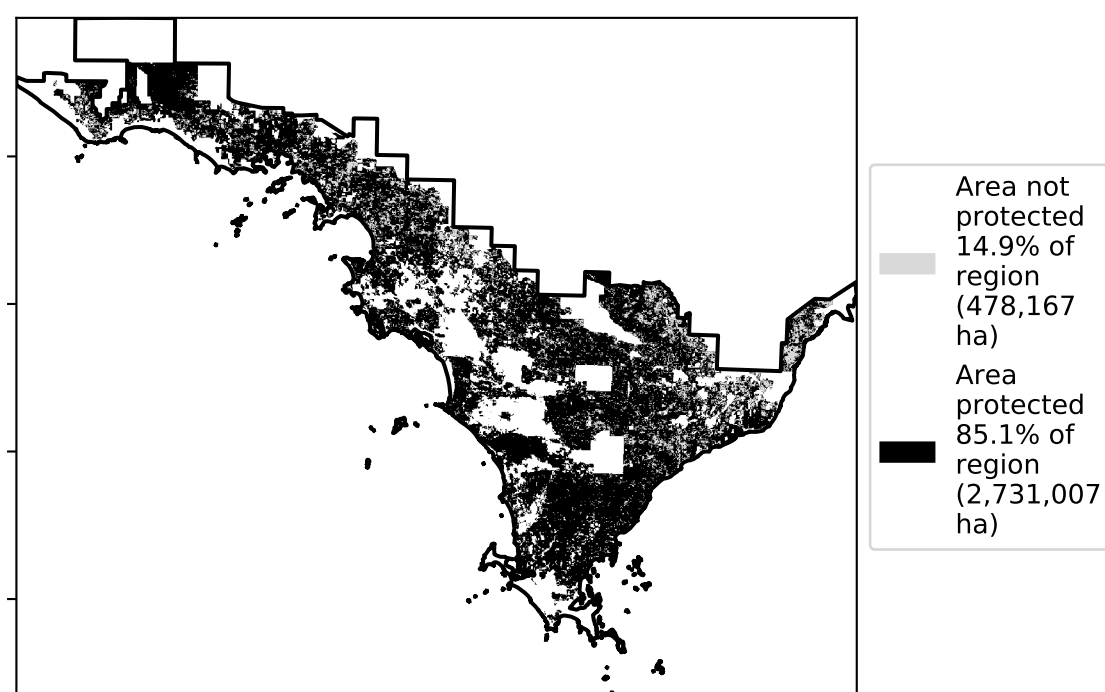 Area not
protected
14.9% of
region
(478,167
ha)
Area
protected
85.1% of
region
(2,731,007
ha)